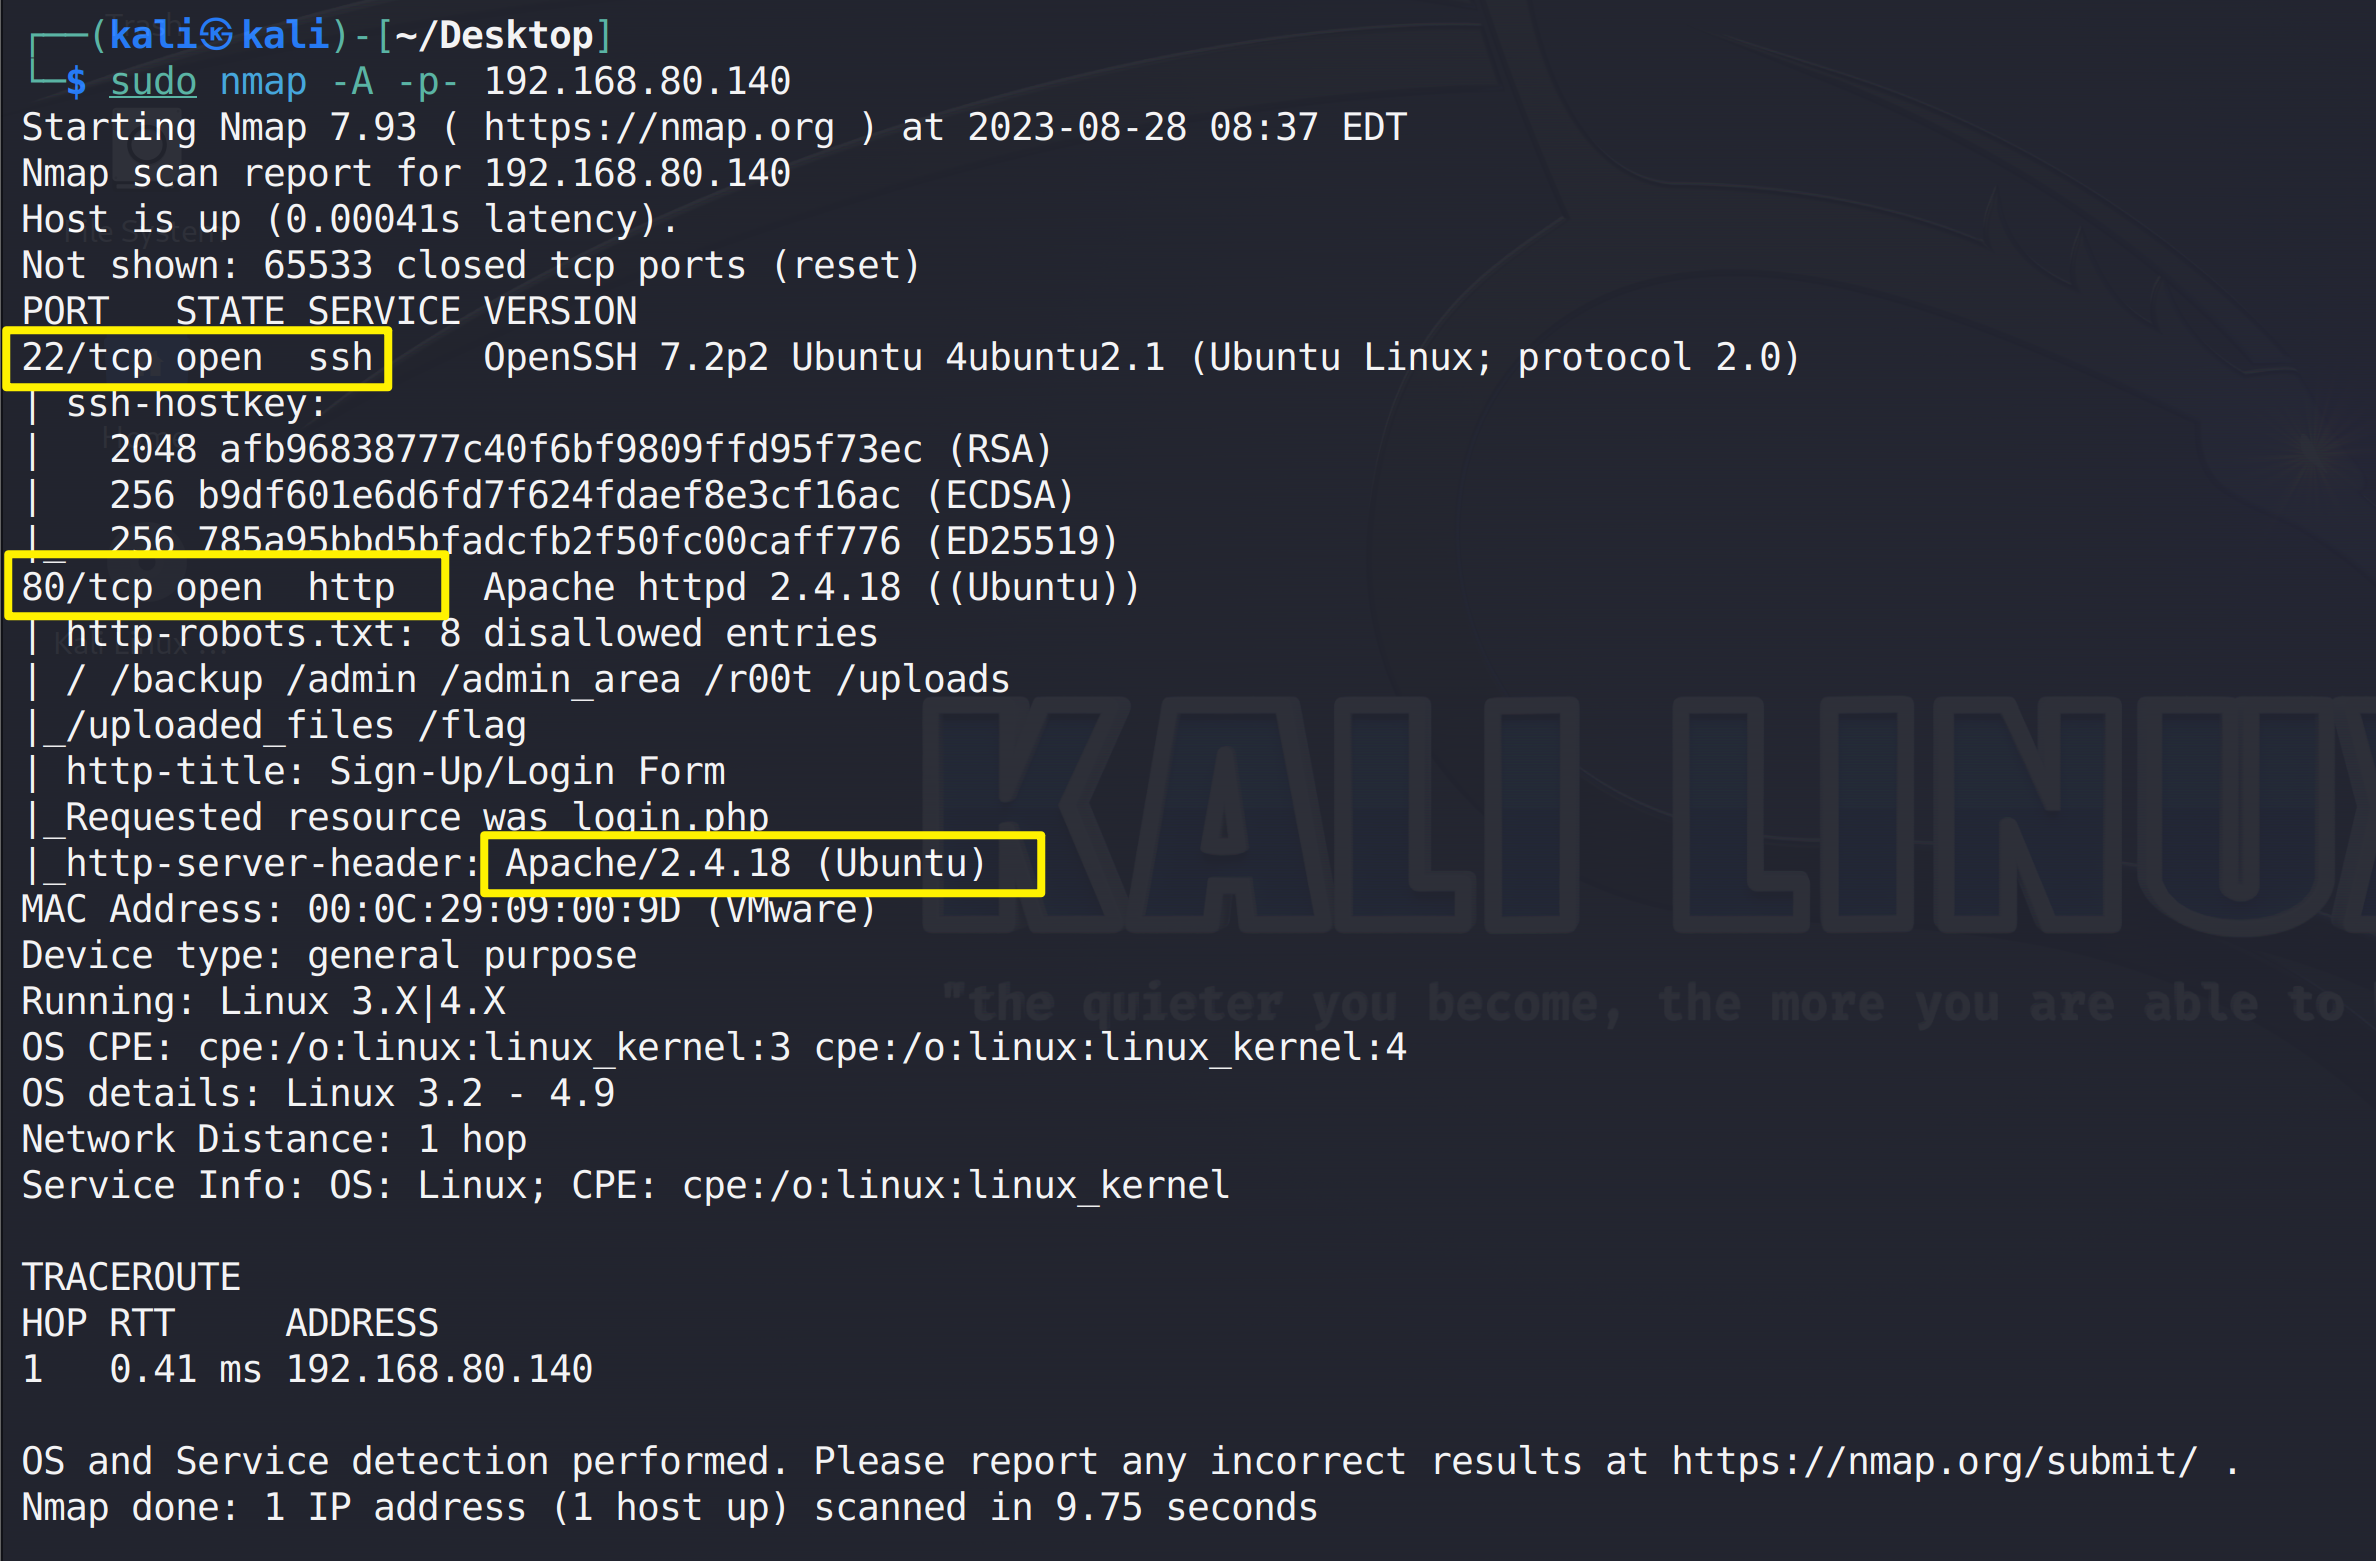 ┌──(kali㉿kali)-[~/Desktop]
└─$ sudo nmap -A -p- 192.168.80.140
Starting Nmap 7.93 ( https://nmap.org ) at 2023-08-28 08:37 EDT
Nmap scan report for 192.168.80.140
Host is up (0.00041s latency).
Not shown: 65533 closed tcp ports (reset)
PORT   STATE SERVICE VERSION
22/tcp open  ssh     OpenSSH 7.2p2 Ubuntu 4ubuntu2.1 (Ubuntu Linux; protocol 2.0)
| ssh-hostkey:
|   2048 afb96838777c40f6bf9809ffd95f73ec (RSA)
|   256 b9df601e6d6fd7f624fdaef8e3cf16ac (ECDSA)
|_  256 785a95bbd5bfadcfb2f50fc00caff776 (ED25519)
80/tcp open  http    Apache httpd 2.4.18 ((Ubuntu))
| http-robots.txt: 8 disallowed entries
| / /backup /admin /admin_area /r00t /uploads
|_/uploaded_files /flag
| http-title: Sign-Up/Login Form
|_Requested resource was login.php
|_http-server-header: Apache/2.4.18 (Ubuntu)
MAC Address: 00:0C:29:09:00:9D (VMware)
Device type: general purpose
Running: Linux 3.X|4.X
OS CPE: cpe:/o:linux:linux_kernel:3 cpe:/o:linux:linux_kernel:4
OS details: Linux 3.2 - 4.9
Network Distance: 1 hop
Service Info: OS: Linux; CPE: cpe:/o:linux:linux_kernel

TRACEROUTE
HOP RTT     ADDRESS
1   0.41 ms 192.168.80.140

OS and Service detection performed. Please report any incorrect results at https://nmap.org/submit/ .
Nmap done: 1 IP address (1 host up) scanned in 9.75 seconds
Trash
File System
Home
Kali Linux ...
KALI LINUX
"the quieter you become, the more you are able to